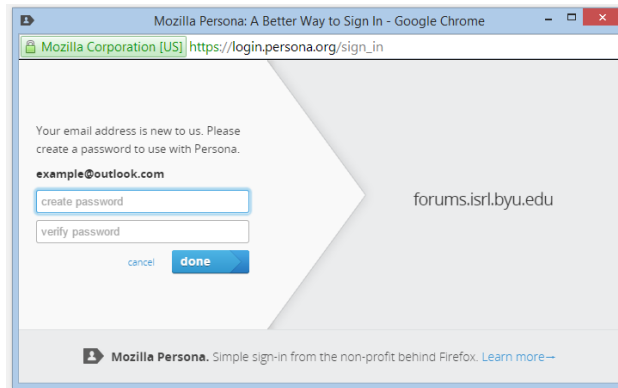 Mozilla Persona: A Better Way to Sign In - Google Chrome
Mozilla Corporation [US] https://login.persona.org/sign_in
Your email address is new to us. Please
create a password to use with Persona.
example@outlook.com
create password
verify password
cancel done
forums.isrl.byu.edu
Mozilla Persona. Simple sign-in from the non-profit behind Firefox. Learn more→